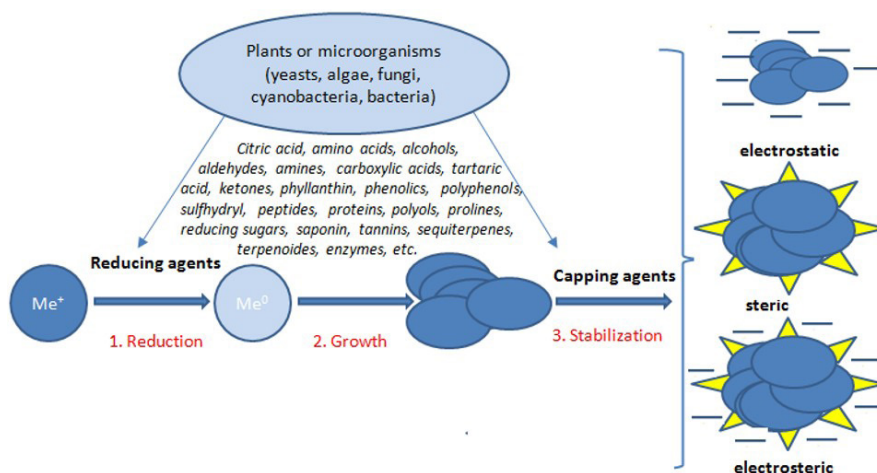 Plants or microorganisms
(yeasts, algae, fungi,
cyanobacteria, bacteria)
Citric acid, amino acids, alcohols,
aldehydes, amines, carboxylic acids, tartaric
acid, ketones, phyllanthin, phenolics, polyphenols,
sulfhydryl, peptides, proteins, polyols, prolines,
reducing sugars, saponin, tannins, sequiterpenes,
terpenoides, enzymes, etc.
Reducing agents
Capping agents
Me⁺
Me⁰
1. Reduction
2. Growth
3. Stabilization
electrostatic
steric
electrosteric